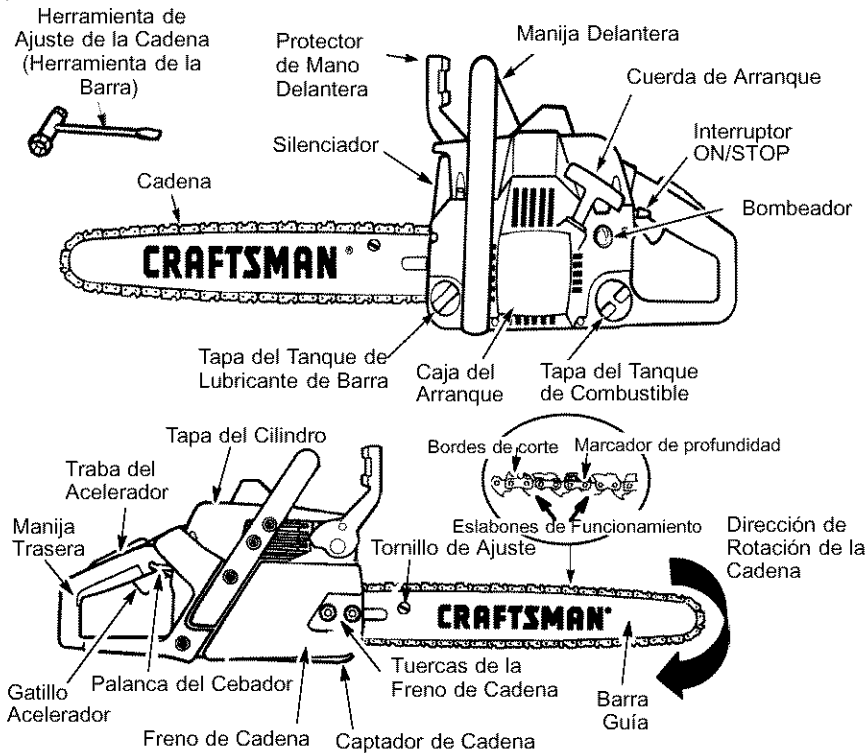 Herramienta de
Ajuste de la Cadena
(Herramienta de la
Barra)
Protector
de Mano
Delantera
Manija Delantera
Cuerda de Arranque
Interruptor
ON/STOP
Silenciador
Cadena
Bombeador
CRAFTSMAN®
Tapa del Tanque de
Lubricante de Barra
Caja del
Arranque
Tapa del Tanque
de Combustible
Tapa del Cilindro
Bordes de corte
Marcador de profundidad
Traba del
Acelerador
Manija
Trasera
Eslabones de Funcionamiento
Tornillo de Ajuste
Dirección de
Rotación de la
Cadena
CRAFTSMAN®
Gatillo
Acelerador
Palanca del Cebador
Tuercas de la
Freno de Cadena
Barra
Guía
Freno de Cadena
Captador de Cadena